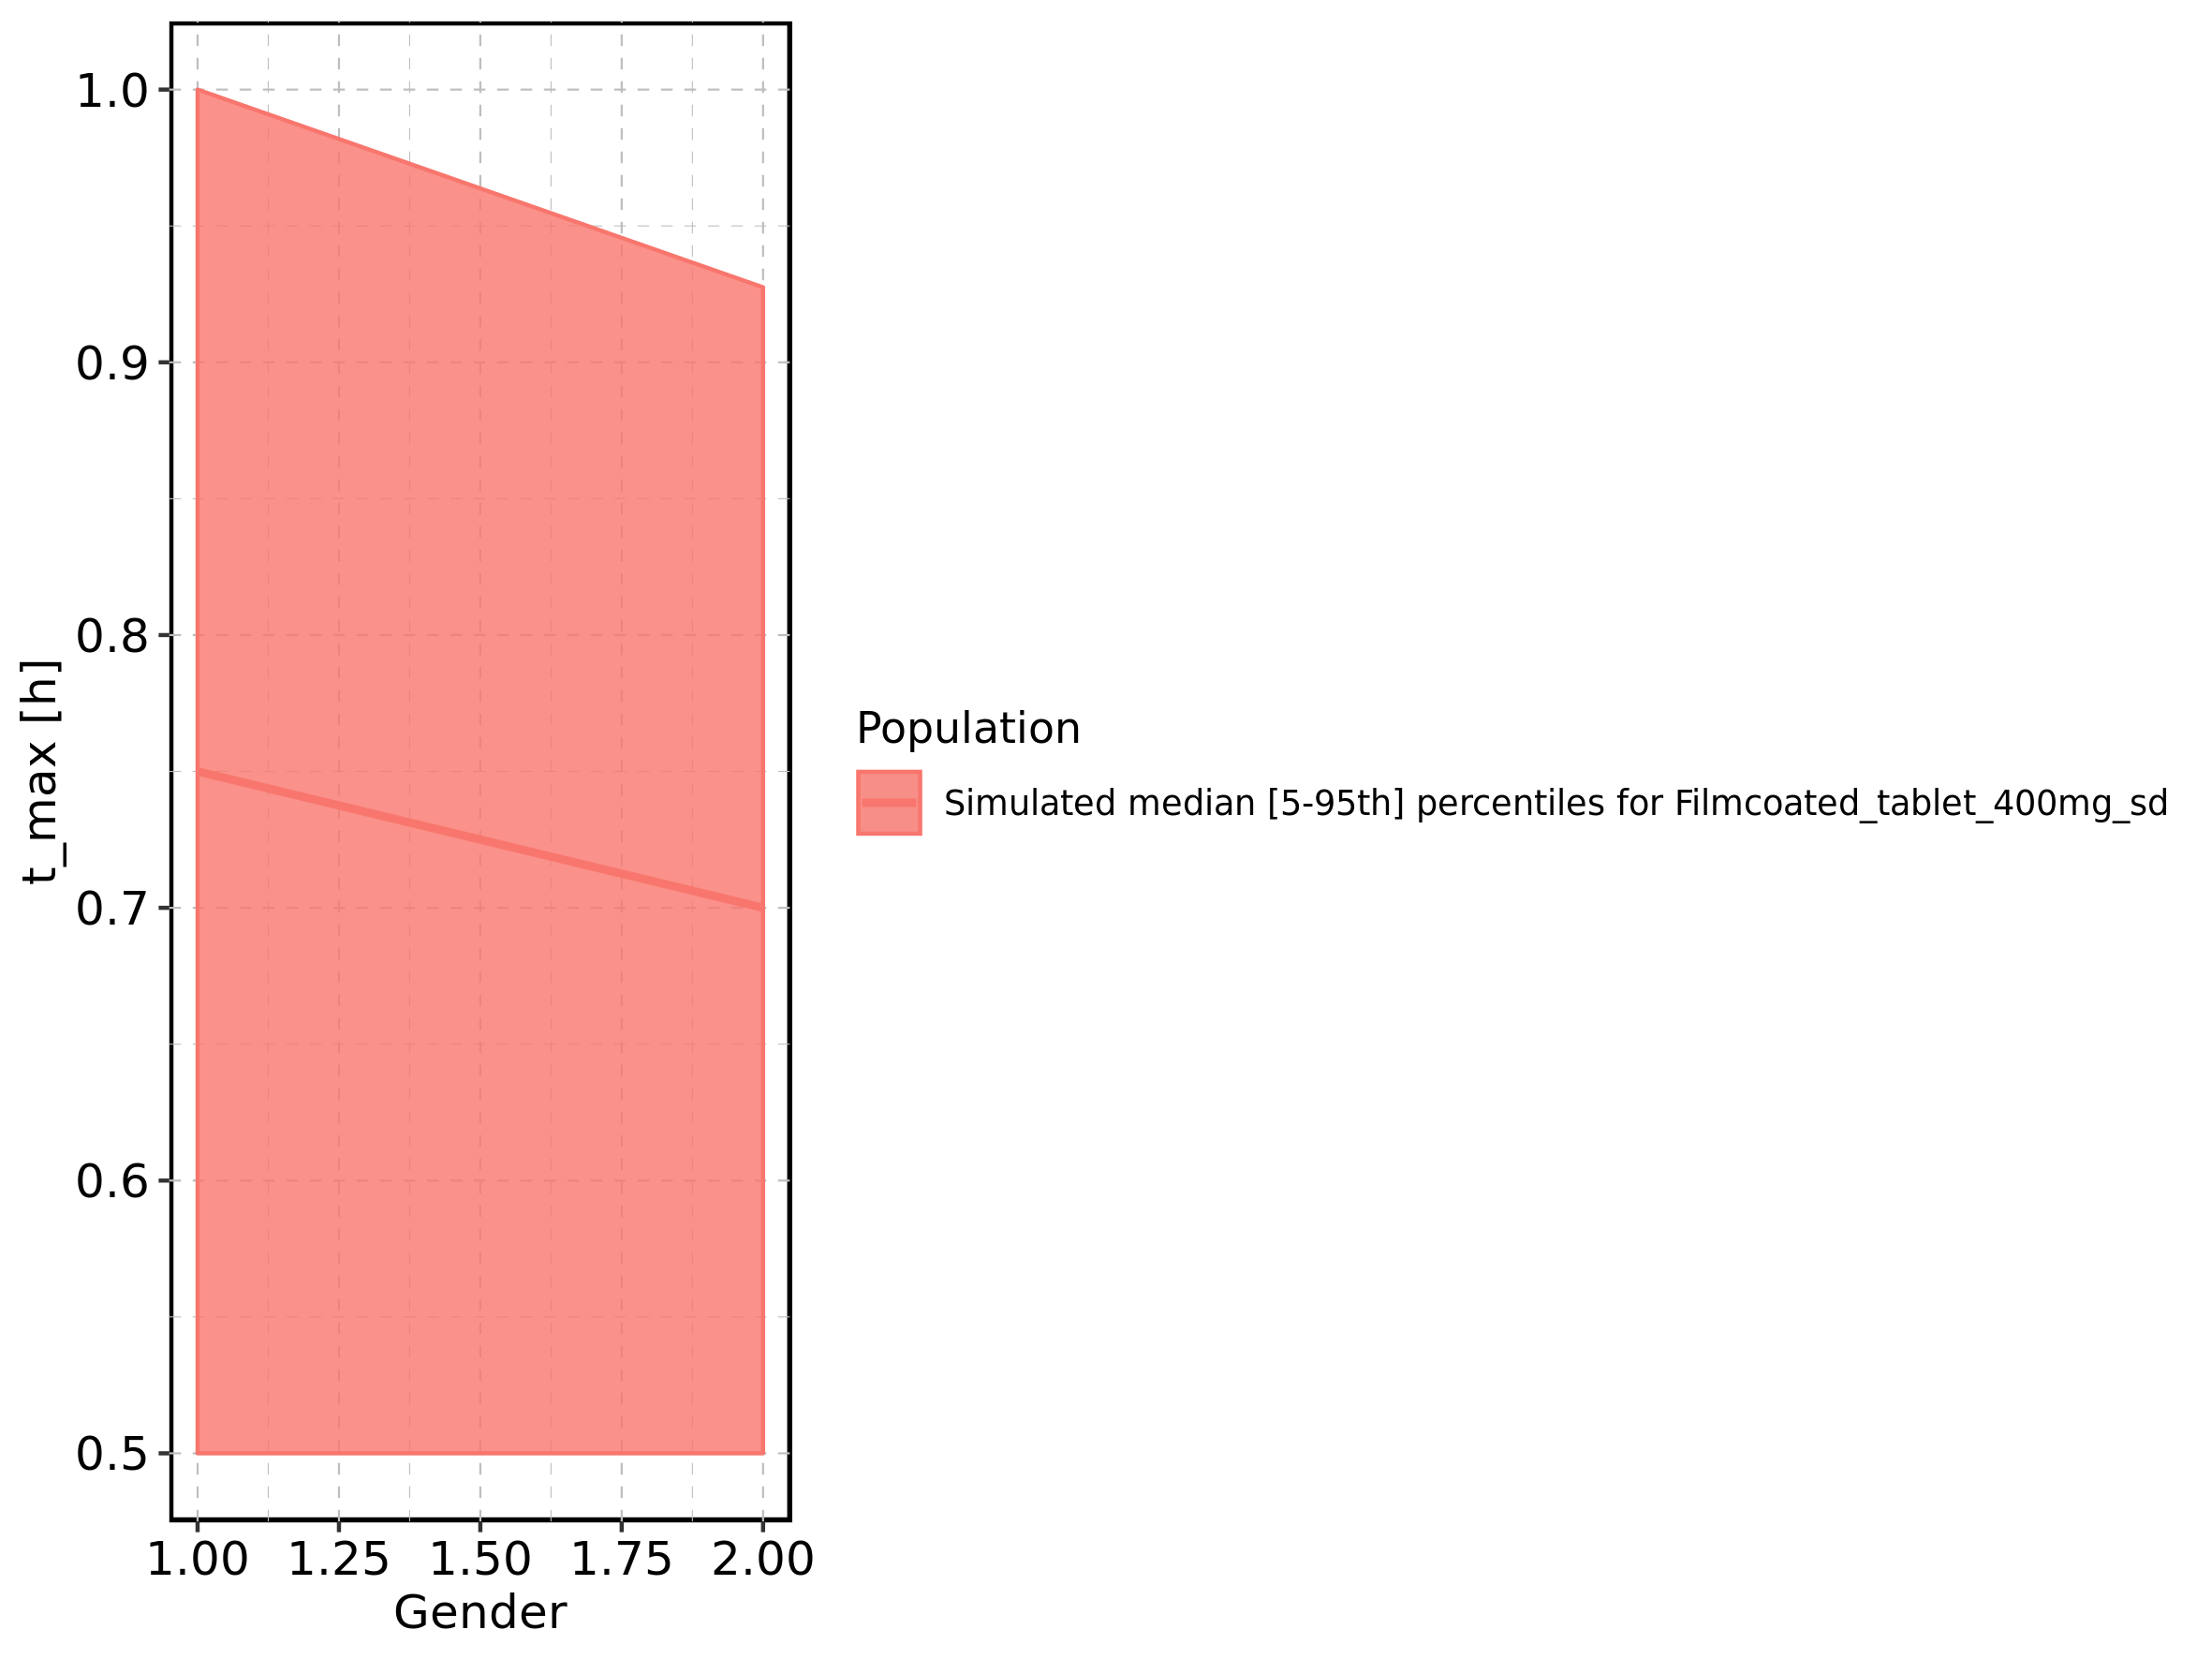 1.0
0.9
0.8
0.7
0.6
0.5
t_max [h]
1.00 1.25 1.50 1.75 2.00
Gender
Population
Simulated median [5-95th] percentiles for Filmcoated_tablet_400mg_sd